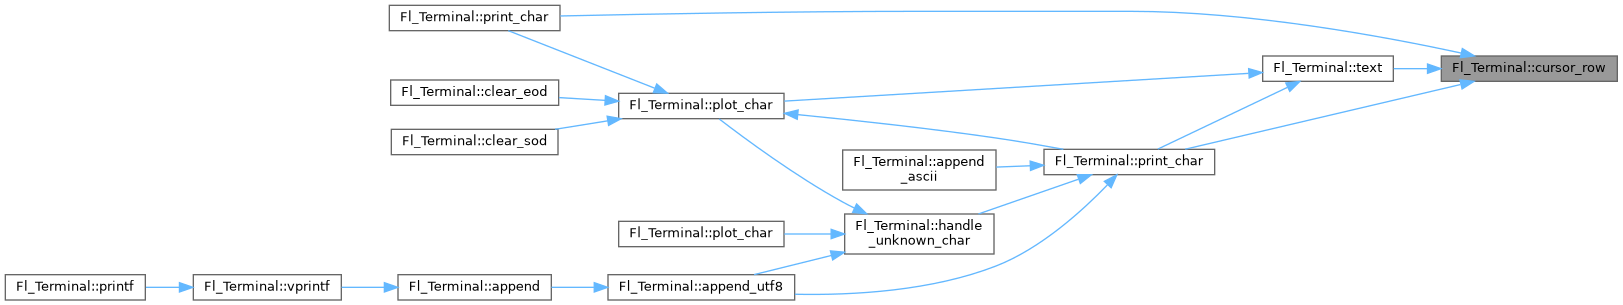 Fl_Terminal::print_char
Fl_Terminal::text
Fl_Terminal::cursor_row
Fl_Terminal::clear_eod
Fl_Terminal::plot_char
Fl_Terminal::clear_sod
Fl_Terminal::append
_ascii
Fl_Terminal::print_char
Fl_Terminal::plot_char
Fl_Terminal::handle
_unknown_char
Fl_Terminal::printf
Fl_Terminal::vprintf
Fl_Terminal::append
Fl_Terminal::append_utf8